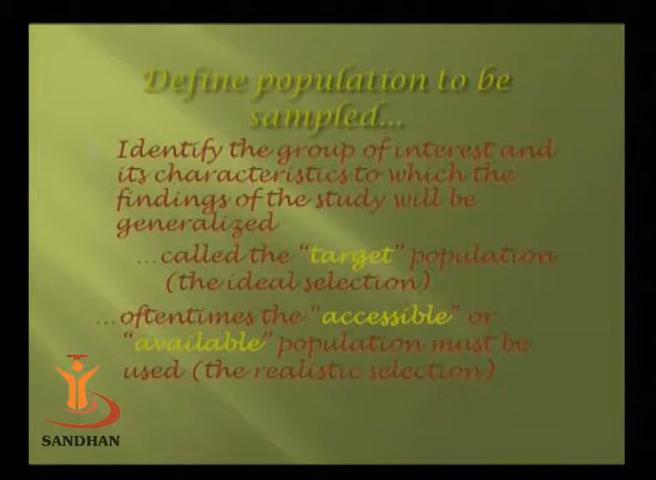 Define population to be
sampled...
Identify the group of interest and
its characteristics to which the
findings of the study will be
generalized
...called the "target" population
(the ideal selection)
...oftentimes the "accessible" or
"available" population must be
used (the realistic selection)
SANDHAN